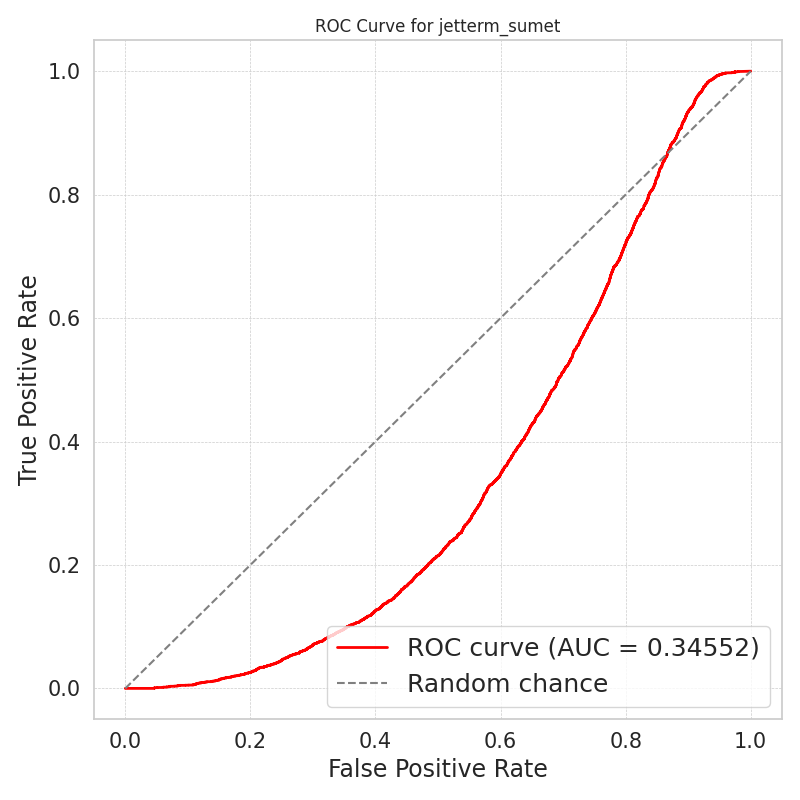 ROC Curve for jetterm_sumet
True Positive Rate
1.0
0.8
0.6
0.4
0.2
0.0
ROC curve (AUC = 0.34552)
Random chance
0.0 0.2 0.4 0.6 0.8 1.0
False Positive Rate